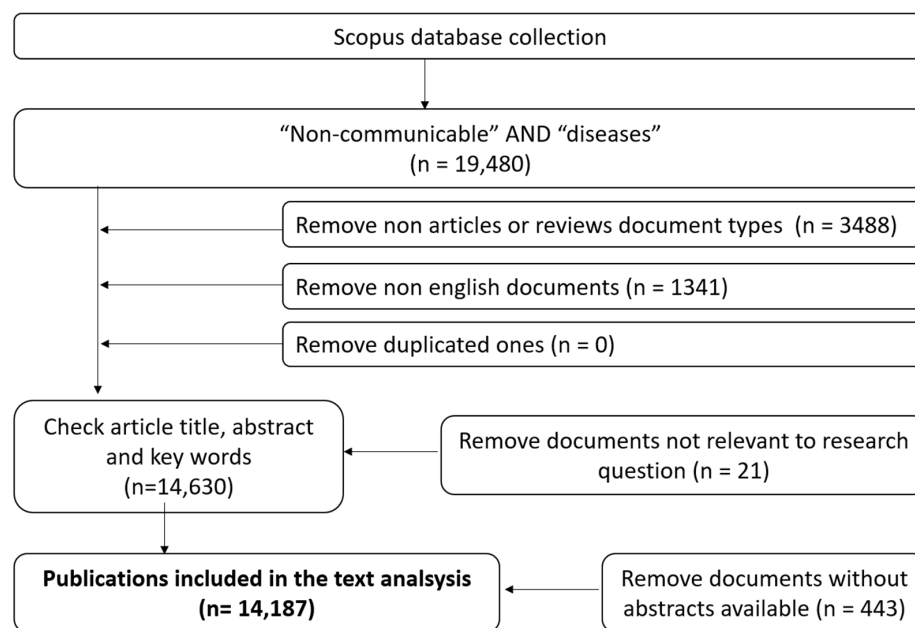 Scopus database collection
“Non-communicable” AND “diseases”
(n = 19,480)
Remove non articles or reviews document types (n = 3488)
Remove non english documents (n = 1341)
Remove duplicated ones (n = 0)
Check article title, abstract
and key words
(n=14,630)
Remove documents not relevant to research
question (n = 21)
Publications included in the text analsysis
(n= 14,187)
Remove documents without
abstracts available (n = 443)